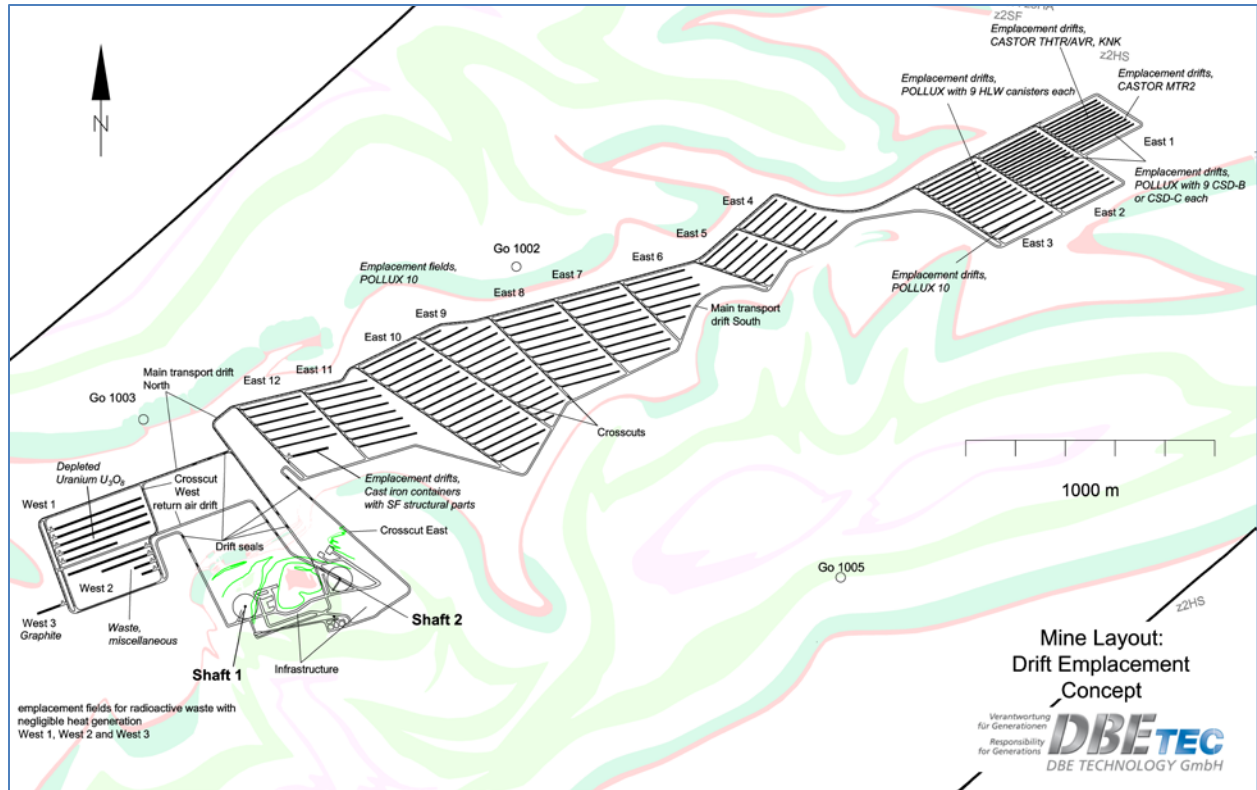 z2SF
Emplacement drifts,
CASTOR THTR/AVR, KNK
z2HS
Emplacement drifts,
POLLUX with 9 HLW canisters each
Emplacement drifts,
CASTOR MTR2
N
East 1
Emplacement drifts,
POLLUX with 9 CSD-B
or CSD-C each
East 2
East 3
Emplacement drifts,
POLLUX 10
East 4
East 5
East 6
East 7
East 8
East 9
East 10
East 11
East 12
Go 1002
Emplacement fields,
POLLUX 10
Main transport
drift South
Main transport drift
North
Go 1003
Crosscuts
1000 m
Depleted
Uranium U₃O₈
Crosscut
West
return air drift
West 1
Emplacement drifts,
Cast iron containers
with SF structural parts
Crosscut East
Drift seals
West 2
Go 1005
z2HS
West 3
Graphite
Waste,
miscellaneous
Shaft 2
Shaft 1
Infrastructure
Mine Layout:
Drift Emplacement
Concept
emplacement fields for radioactive waste with
negligible heat generation
West 1, West 2 and West 3
Verantwortung
für Generationen
Responsibility
for Generations
DBE TEC
DBE TECHNOLOGY GmbH